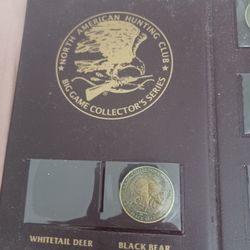 NORTH AMERICAN HUNTING CLUB
BIG GAME COLLECTOR'S SERIES
WHITETAIL DEER
BLACK BEAR